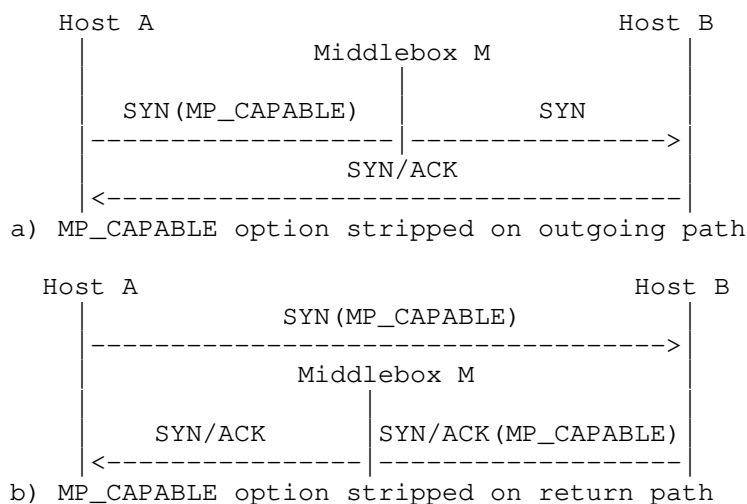 Host A Host B
Middlebox M
SYN(MP_CAPABLE) SYN
SYN/ACK
a) MP_CAPABLE option stripped on outgoing path
Host A Host B
SYN(MP_CAPABLE)
Middlebox M
SYN/ACK SYN/ACK(MP_CAPABLE)
b) MP_CAPABLE option stripped on return path